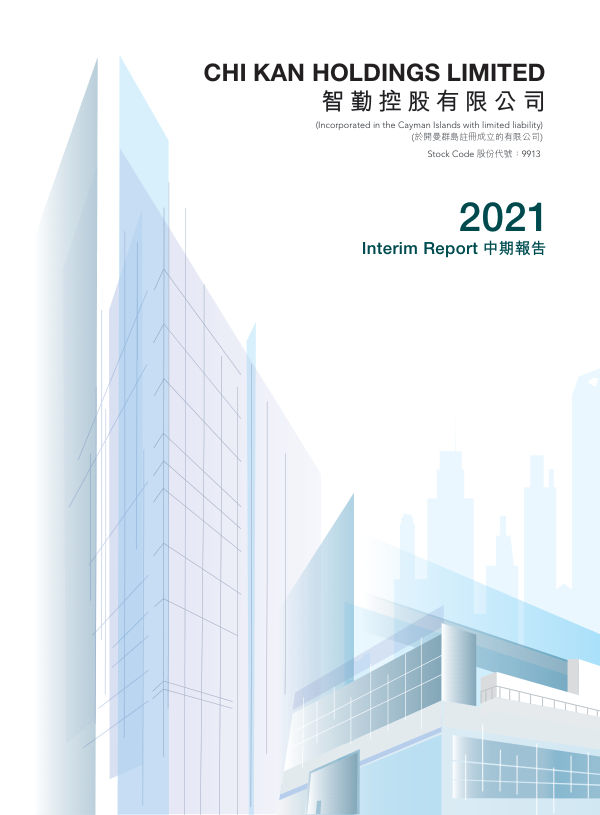 CHI KAN HOLDINGS LIMITED
智勤控股有限公司
(Incorporated in the Cayman Islands with limited liability)
(於開曼群島註冊成立的有限公司)
Stock Code 股份代號：9913
2021
Interim Report 中期報告